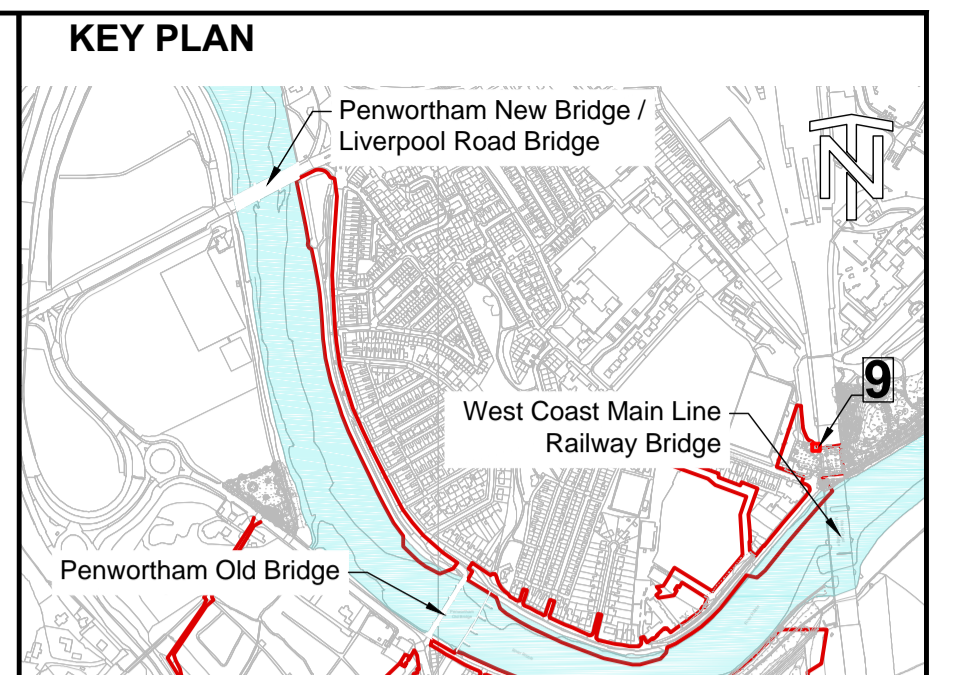 KEY PLAN
Penwortham New Bridge /
Liverpool Road Bridge
N
9
West Coast Main Line
Railway Bridge
Penwortham Old Bridge